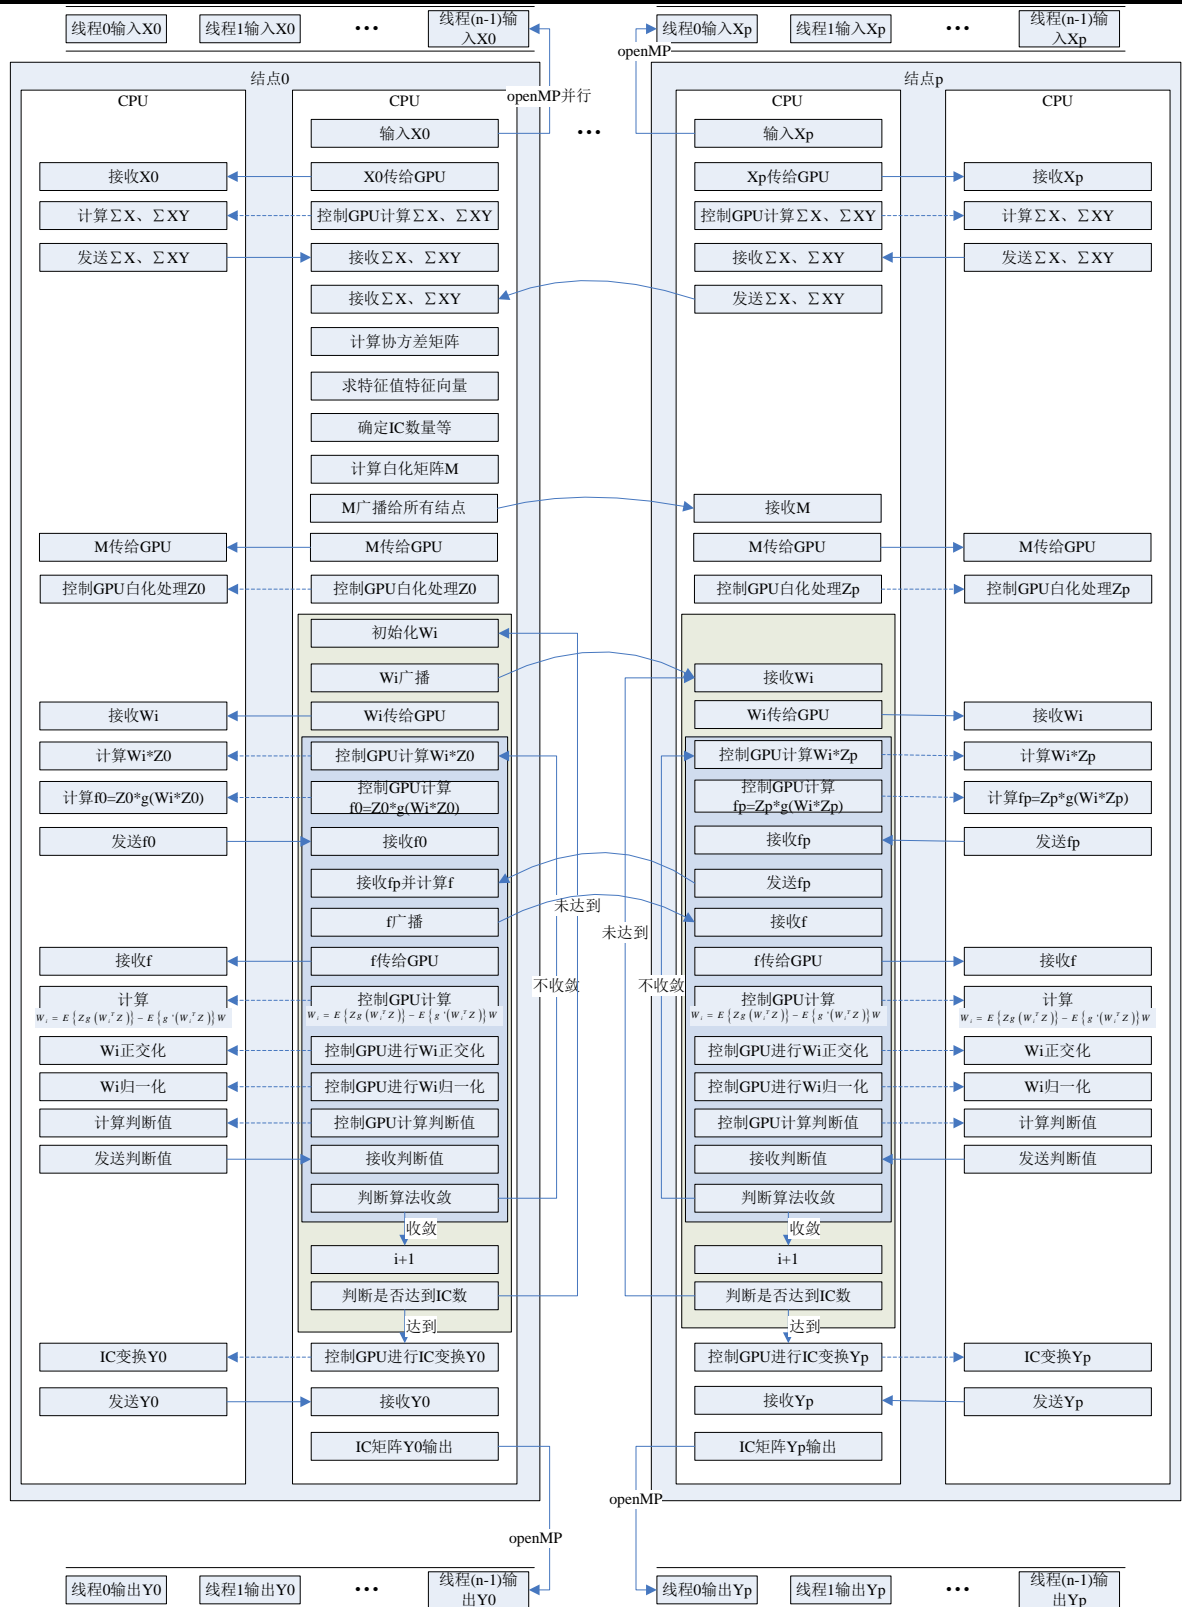 线程0输入X0
线程1输入X0
...
线程(n-1)输
入X0
线程0输入Xp
线程1输入Xp
...
线程(n-1)输
入Xp
openMP
结点0
结点p
CPU
CPU
openMP并行
...
CPU
CPU
输入X0
输入Xp
接收X0
X0传给GPU
Xp传给GPU
接收Xp
计算∑X、∑XY
控制GPU计算∑X、∑XY
控制GPU计算∑X、∑XY
计算∑X、∑XY
发送∑X、∑XY
接收∑X、∑XY
接收∑X、∑XY
发送∑X、∑XY
接收∑X、∑XY
发送∑X、∑XY
计算协方差矩阵
求特征值特征向量
确定IC数量等
计算白化矩阵M
M广播给所有结点
接收M
M传给GPU
M传给GPU
M传给GPU
M传给GPU
控制GPU白化处理Z0
控制GPU白化处理Z0
控制GPU白化处理Zp
控制GPU白化处理Zp
初始化Wi
Wi广播
接收Wi
接收Wi
Wi传给GPU
Wi传给GPU
接收Wi
计算Wi*Z0
控制GPU计算Wi*Z0
控制GPU计算Wi*Zp
计算Wi*Zp
计算f0=Z0*g(Wi*Z0)
控制GPU计算
f0=Z0*g(Wi*Z0)
控制GPU计算
fp=Zp*g(Wi*Zp)
计算fp=Zp*g(Wi*Zp)
发送f0
接收f0
接收fp
发送fp
接收fp并计算f
发送fp
未达到
未达到
f广播
接收f
接收f
f传给GPU
f传给GPU
接收f
不收敛
不收敛
计算
W_i = E{Zg(W_i^T Z)} − E{g'(W_i^T Z)}W
控制GPU计算
W_i = E{Zg(W_i^T Z)} − E{g'(W_i^T Z)}W
控制GPU计算
W_i = E{Zg(W_i^T Z)} − E{g'(W_i^T Z)}W
计算
W_i = E{Zg(W_i^T Z)} − E{g'(W_i^T Z)}W
Wi正交化
控制GPU进行Wi正交化
控制GPU进行Wi正交化
Wi正交化
Wi归一化
控制GPU进行Wi归一化
控制GPU进行Wi归一化
Wi归一化
计算判断值
控制GPU计算判断值
控制GPU计算判断值
计算判断值
发送判断值
接收判断值
接收判断值
发送判断值
判断算法收敛
判断算法收敛
收敛
收敛
i+1
i+1
判断是否达到IC数
判断是否达到IC数
达到
达到
IC变换Y0
控制GPU进行IC变换Y0
控制GPU进行IC变换Yp
IC变换Yp
发送Y0
接收Y0
接收Yp
发送Yp
IC矩阵Y0输出
IC矩阵Yp输出
openMP
openMP
线程0输出Y0
线程1输出Y0
...
线程(n-1)输
出Y0
线程0输出Yp
线程1输出Yp
...
线程(n-1)输
出Yp